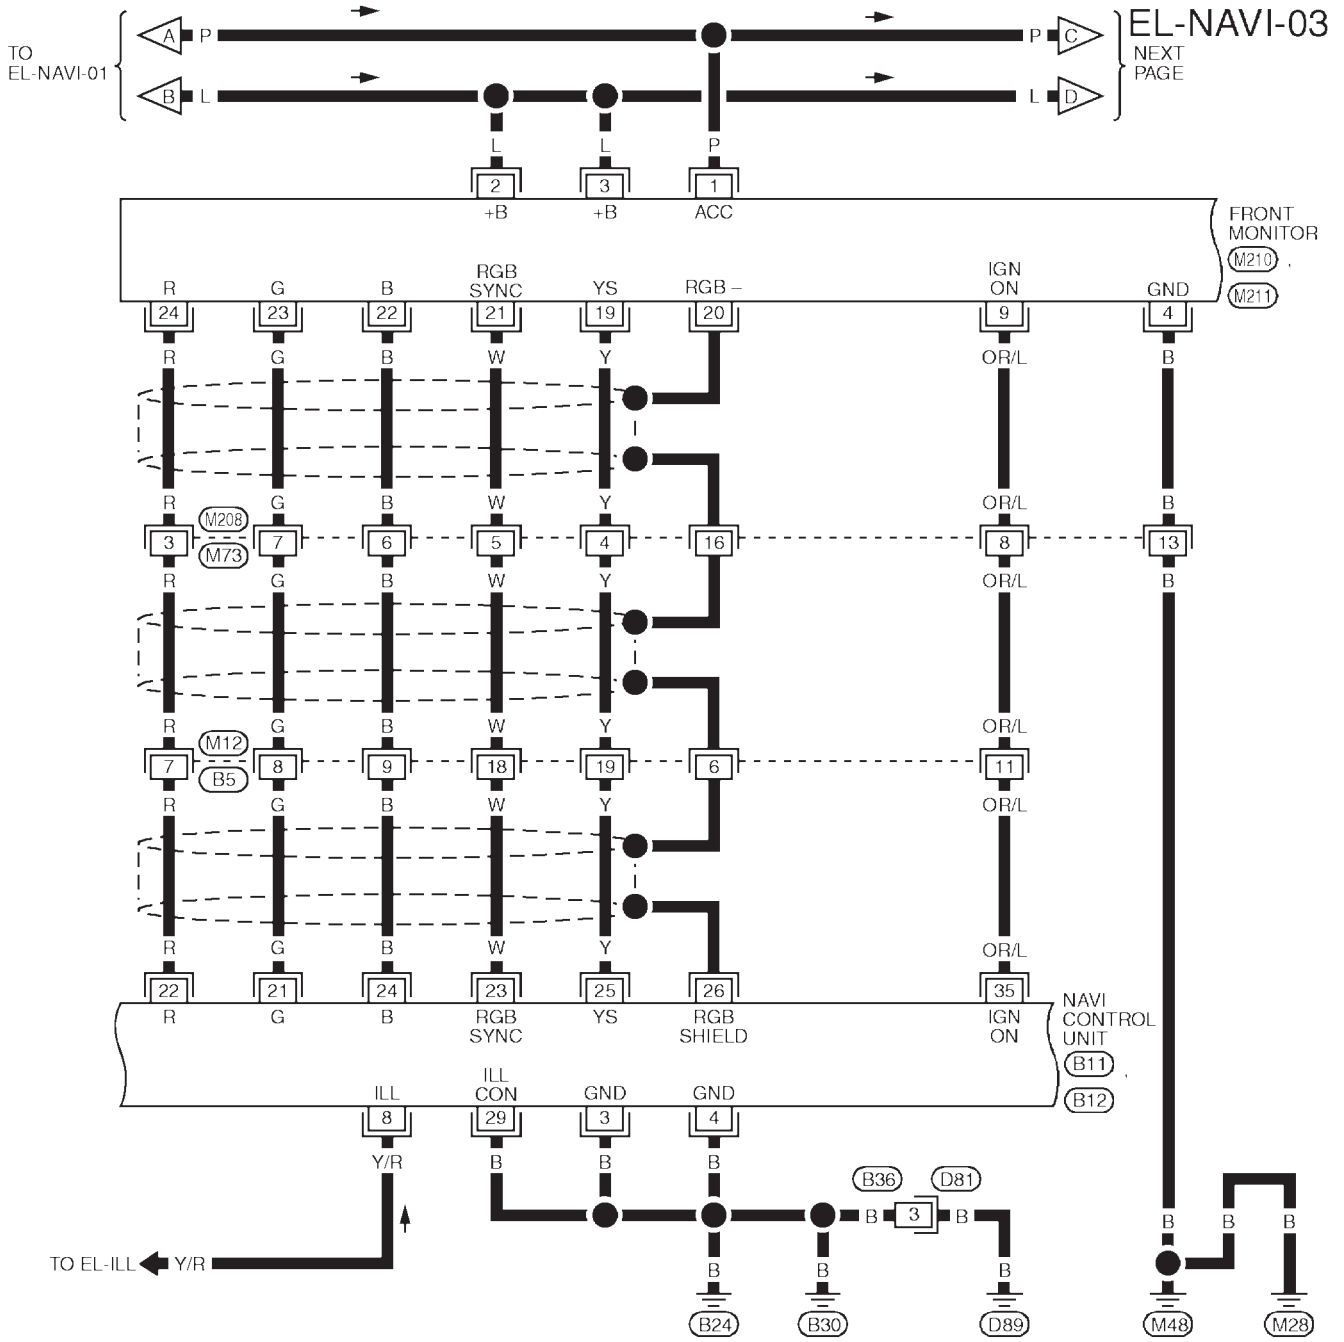 EL-NAVI-03
TO
EL-NAVI-01
A P P C
NEXT
PAGE
B L L D
L L P
2 3 1
+B +B ACC
FRONT
MONITOR
M210
M211
R G B RGB
SYNC YS RGB – IGN
ON GND
24 23 22 21 19 20 9 4
R G B W Y OR/L B
R G B W Y OR/L B
M208
3 7 6 5 4 16 8 13
M73
R G B W Y OR/L B
R G B W Y OR/L
M12
7 8 9 18 19 6 11
B5
R G B W Y OR/L
R G B W Y OR/L
22 21 24 23 25 26 35
R G B RGB
SYNC YS RGB
SHIELD IGN
ON
NAVI
CONTROL
UNIT
B11
B12
ILL ILL
CON GND GND
8 29 3 4
Y/R B B B
B36 D81
B 3 B
B B B
TO EL-ILL Y/R
B B B
B24 B30 D89 M48 M28